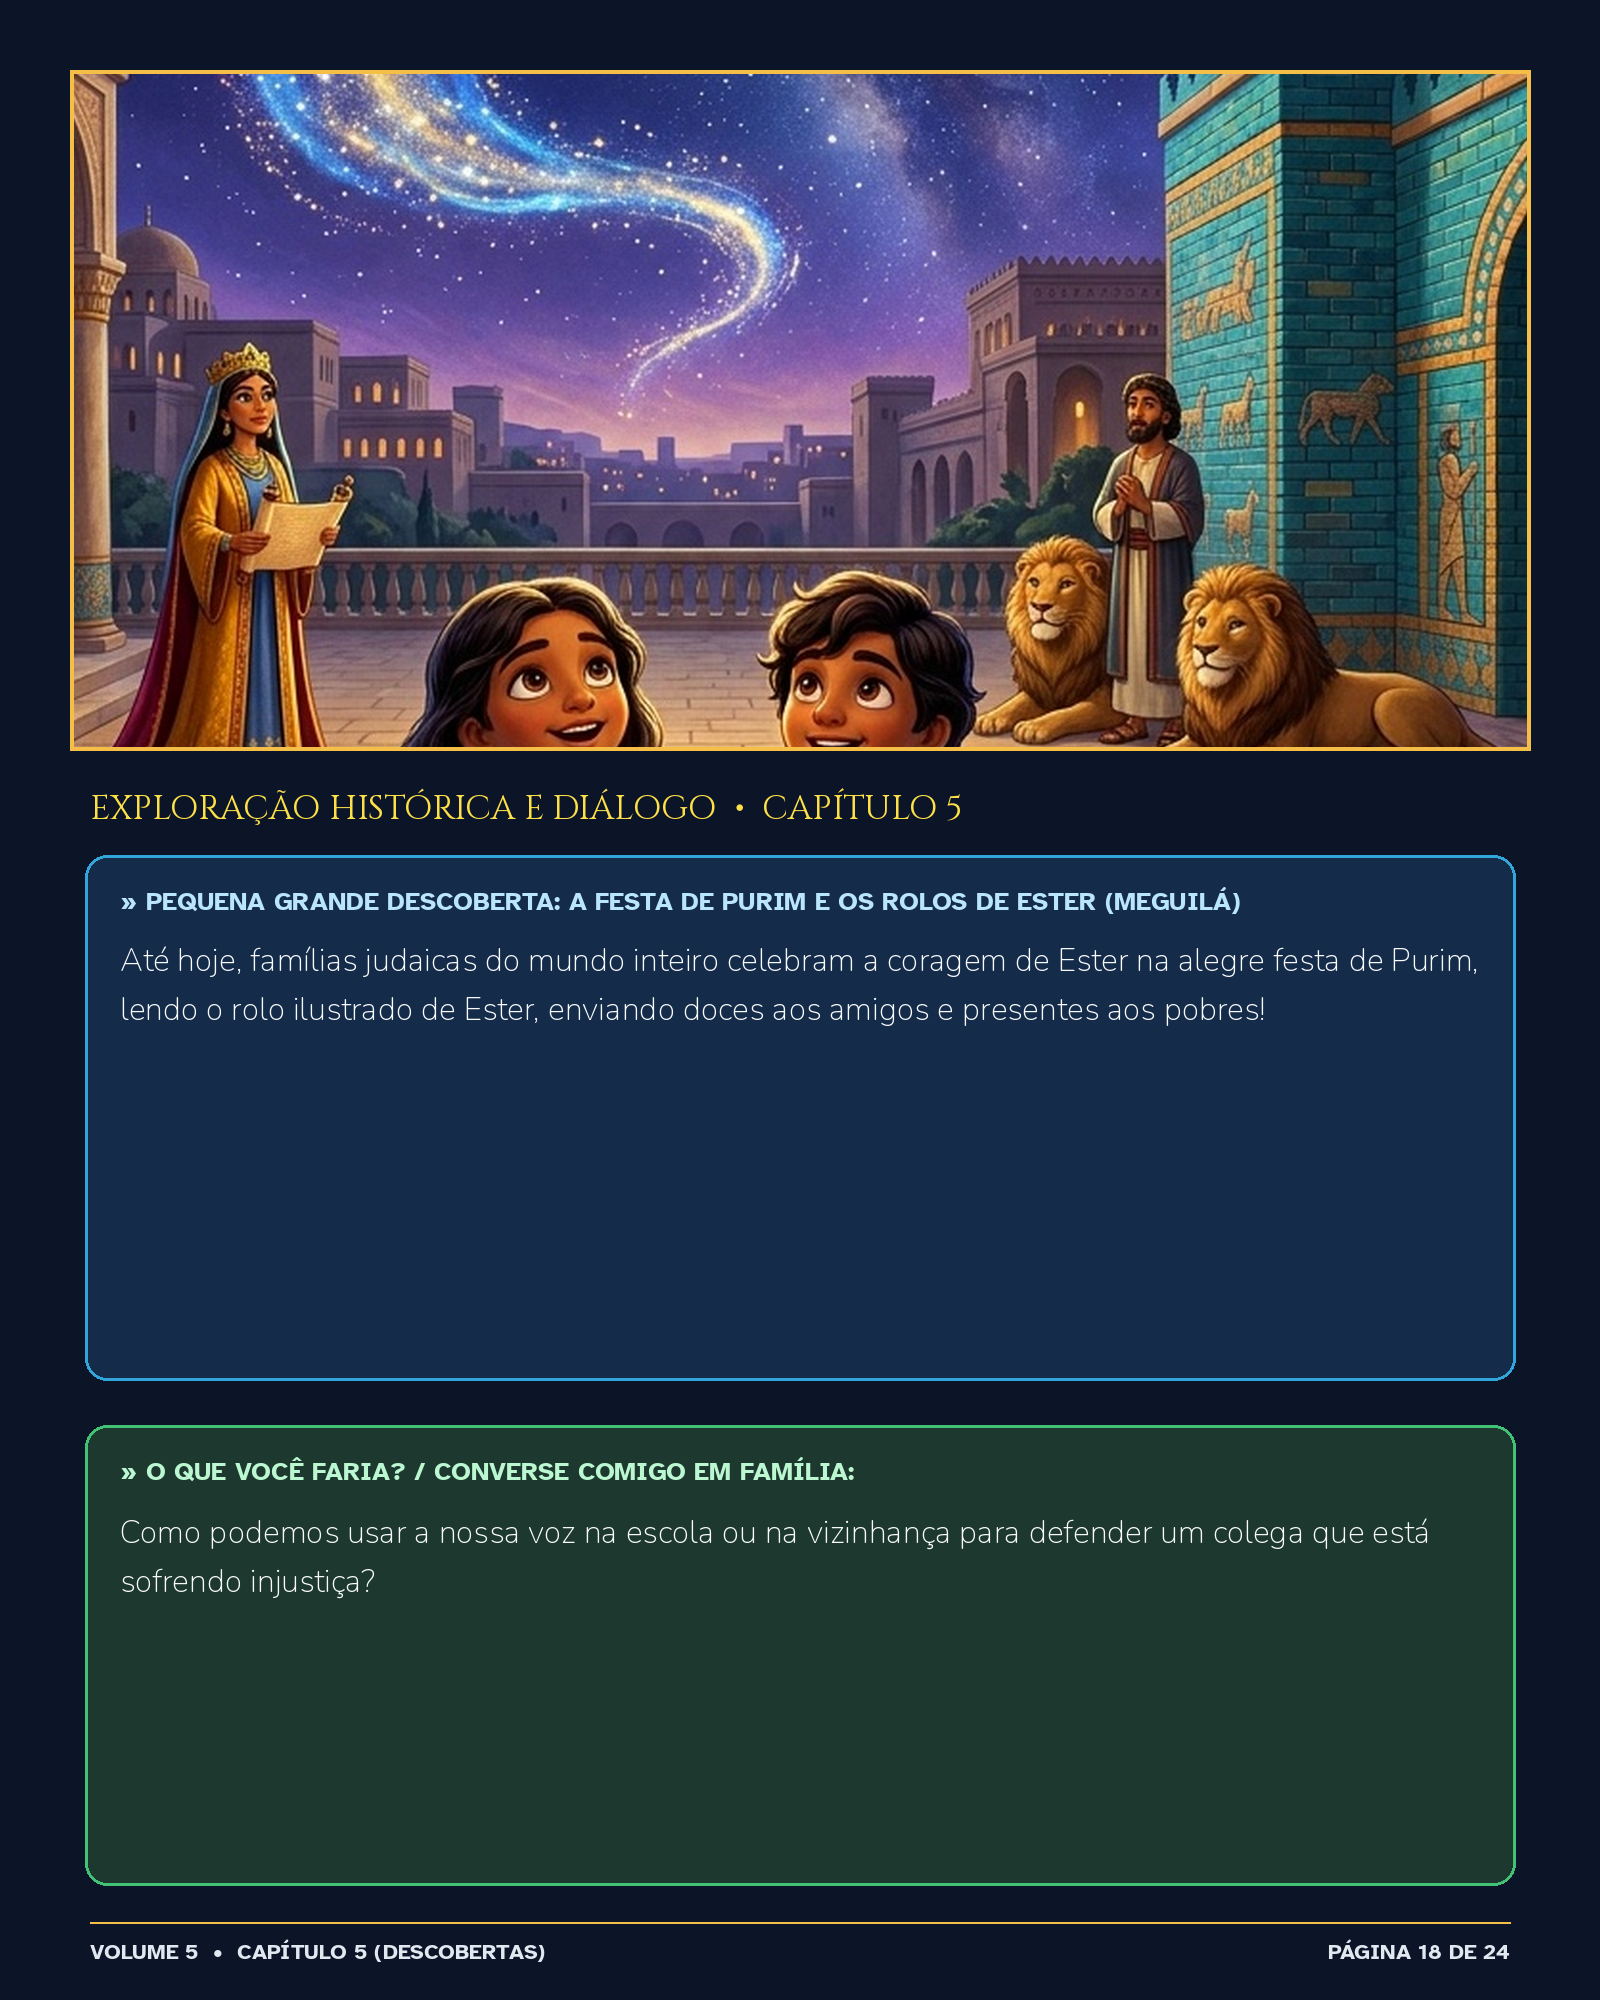 EXPLORAÇÃO HISTÓRICA E DIÁLOGO • CAPÍTULO 5
» PEQUENA GRANDE DESCOBERTA: A FESTA DE PURIM E OS ROLOS DE ESTER (MEGUILÁ)
Até hoje, famílias judaicas do mundo inteiro celebram a coragem de Ester na alegre festa de Purim,
lendo o rolo ilustrado de Ester, enviando doces aos amigos e presentes aos pobres!
» O QUE VOCÊ FARIA? / CONVERSE COMIGO EM FAMÍLIA:
Como podemos usar a nossa voz na escola ou na vizinhança para defender um colega que está
sofrendo injustiça?
VOLUME 5 • CAPÍTULO 5 (DESCOBERTAS)
PÁGINA 18 DE 24